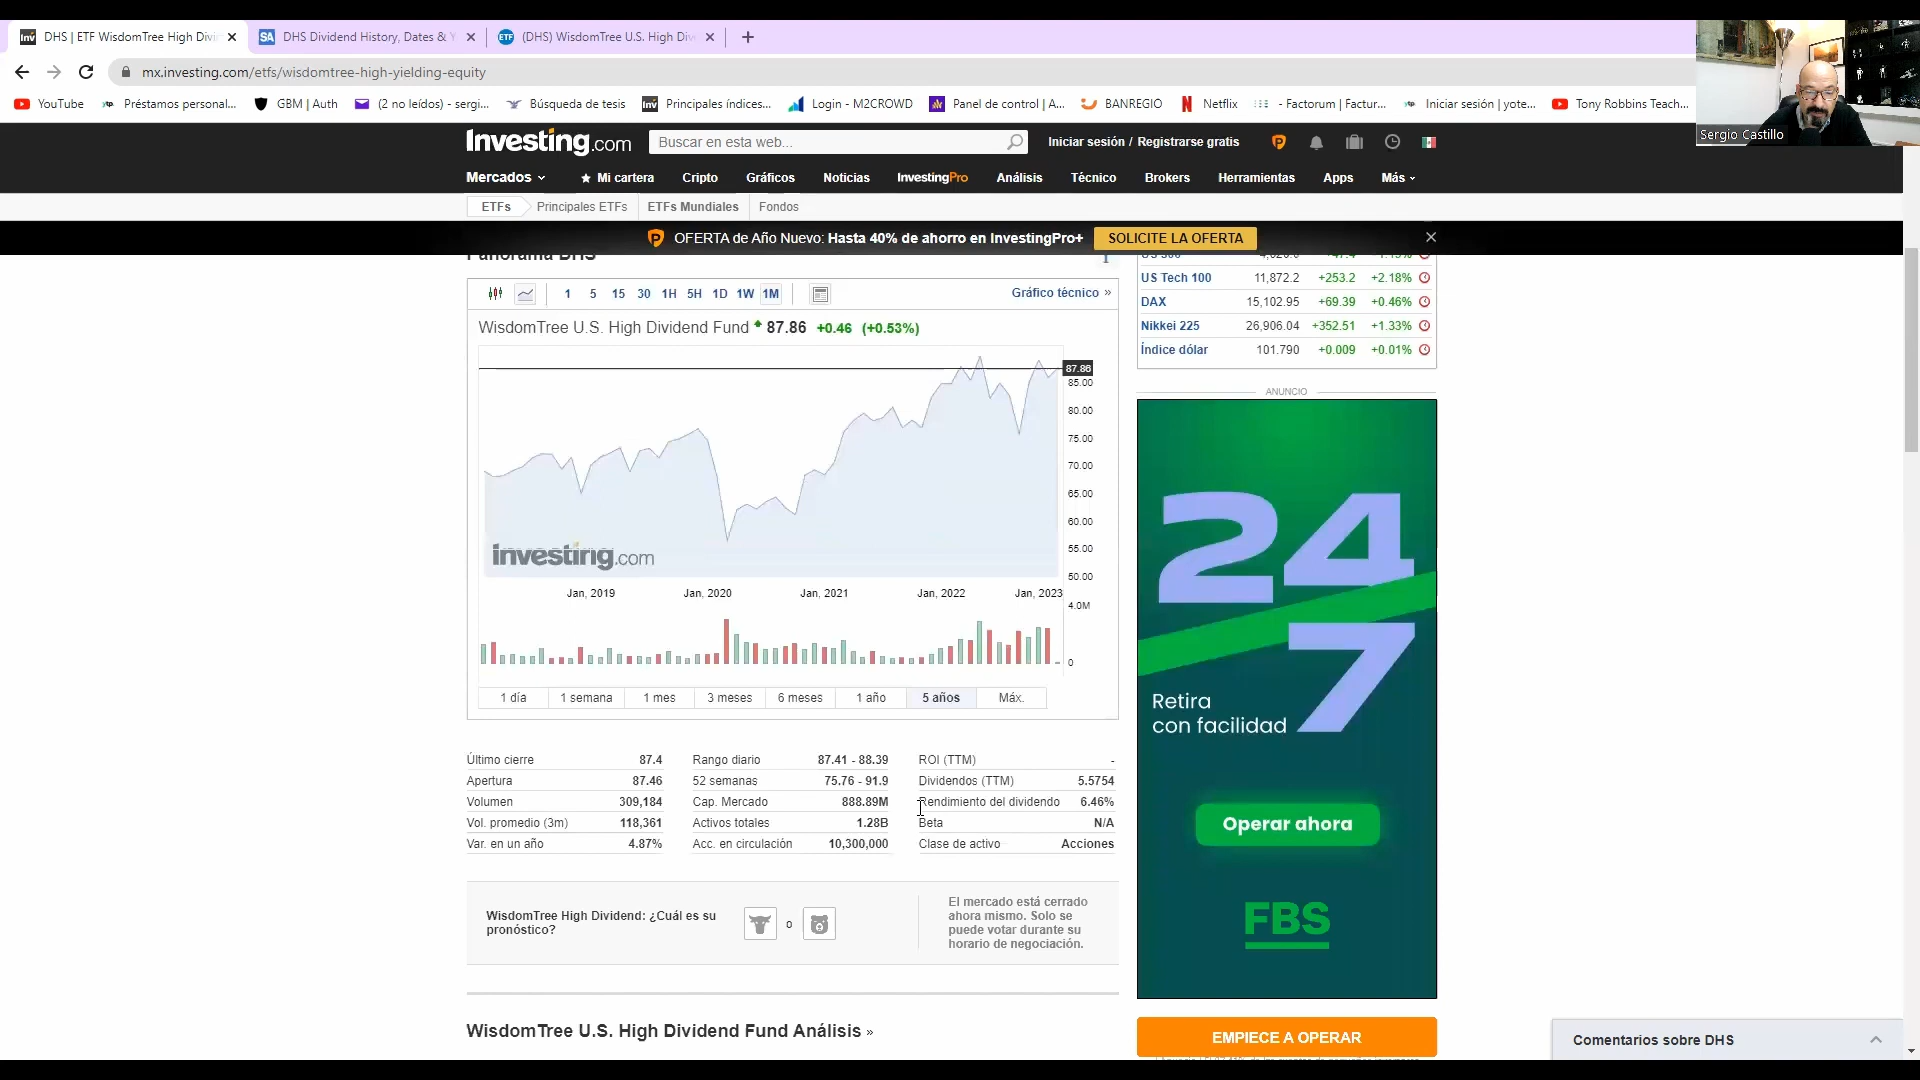 DHS | ETF WisdomTree High Divi
DHS Dividend History, Dates & Y
(DHS) WisdomTree U.S. High Div
mx.investing.com/etfs/wisdomtree-high-yielding-equity
YouTube
Préstamos personal...
GBM | Auth
(2 no leídos) - sergi...
Búsqueda de tesis
Principales índices...
Login - M2CROWD
Panel de control | A...
BANREGIO
Netflix
- Factorum | Factur...
Iniciar sesión | yote...
Tony Robbins Teach...
Sergio Castillo
Investing.com
Buscar en esta web...
Iniciar sesión / Registrarse gratis
Mercados
Mi cartera
Cripto
Gráficos
Noticias
InvestingPro
Análisis
Técnico
Brokers
Herramientas
Apps
Más
ETFs
Principales ETFs
ETFs Mundiales
Fondos
OFERTA de Año Nuevo: Hasta 40% de ahorro en InvestingPro+
SOLICITE LA OFERTA
Panorama DHS
1 5 15 30 1H 5H 1D 1W 1M
Gráfico técnico »
WisdomTree U.S. High Dividend Fund 87.86 +0.46 (+0.53%)
87.86
85.00
80.00
75.00
70.00
65.00
60.00
55.00
50.00
Investing.com
Jan, 2019 Jan, 2020 Jan, 2021 Jan, 2022 Jan, 2023
4.0M
0
1 día 1 semana 1 mes 3 meses 6 meses 1 año 5 años Máx.
Último cierre 87.4
Apertura 87.46
Volumen 309,184
Vol. promedio (3m) 118,361
Var. en un año 4.87%
Rango diario 87.41 - 88.39
52 semanas 75.76 - 91.9
Cap. Mercado 888.89M
Activos totales 1.28B
Acc. en circulación 10,300,000
ROI (TTM) -
Dividendos (TTM) 5.5754
Rendimiento del dividendo 6.46%
Beta N/A
Clase de activo Acciones
WisdomTree High Dividend: ¿Cuál es su
pronóstico?
0
El mercado está cerrado
ahora mismo. Solo se
puede votar durante su
horario de negociación.
WisdomTree U.S. High Dividend Fund Análisis »
US Tech 100 11,872.2 +253.2 +2.18%
DAX 15,102.95 +69.39 +0.46%
Nikkei 225 26,906.04 +352.51 +1.33%
Índice dólar 101.790 +0.009 +0.01%
ANUNCIO
24
7
Retira
con facilidad
Operar ahora
FBS
EMPIECE A OPERAR
Comentarios sobre DHS